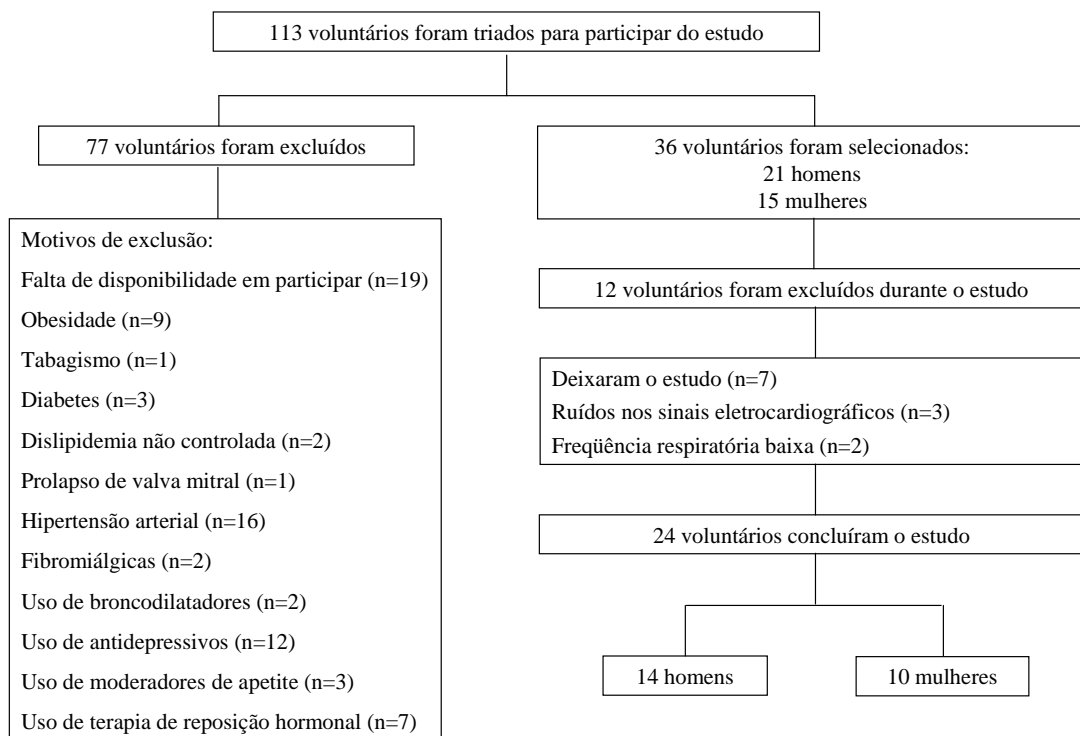 113 voluntários foram triados para participar do estudo
77 voluntários foram excluídos
36 voluntários foram selecionados:
21 homens
15 mulheres
Motivos de exclusão:
Falta de disponibilidade em participar (n=19)
Obesidade (n=9)
Tabagismo (n=1)
Diabetes (n=3)
Dislipidemia não controlada (n=2)
Prolapso de valva mitral (n=1)
Hipertensão arterial (n=16)
Fibromiálgicas (n=2)
Uso de broncodilatadores (n=2)
Uso de antidepressivos (n=12)
Uso de moderadores de apetite (n=3)
Uso de terapia de reposição hormonal (n=7)
12 voluntários foram excluídos durante o estudo
Deixaram o estudo (n=7)
Ruídos nos sinais eletrocardiográficos (n=3)
Freqüência respiratória baixa (n=2)
24 voluntários concluíram o estudo
14 homens
10 mulheres